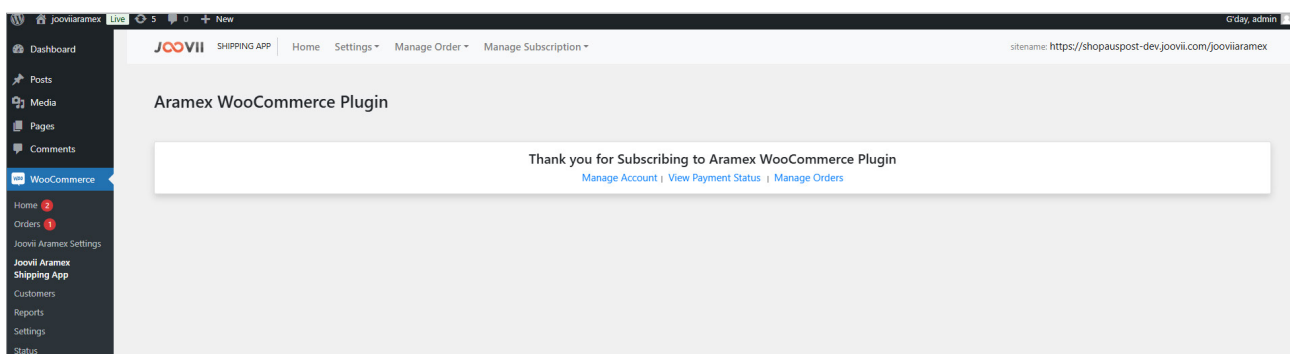 jooviiaramex Live 5 0 + New G'day, admin
Dashboard
Posts
Media
Pages
Comments
WooCommerce
Home 2
Orders 1
Joovii Aramex Settings
Joovii Aramex
Shipping App
Customers
Reports
Settings
Status
JOOVII SHIPPING APP Home Settings Manage Order Manage Subscription sitename: https://shopauspost-dev.joovii.com/jooviiaramex
Aramex WooCommerce Plugin
Thank you for Subscribing to Aramex WooCommerce Plugin
Manage Account | View Payment Status | Manage Orders